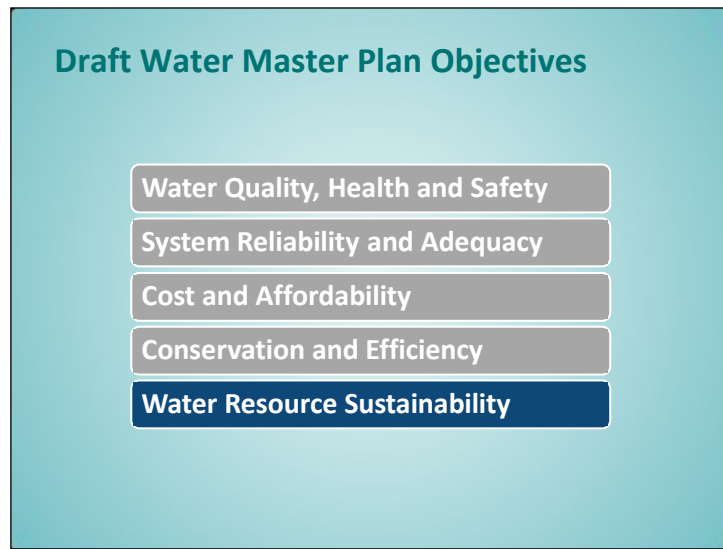 Draft Water Master Plan Objectives
Water Quality, Health and Safety
System Reliability and Adequacy
Cost and Affordability
Conservation and Efficiency
Water Resource Sustainability